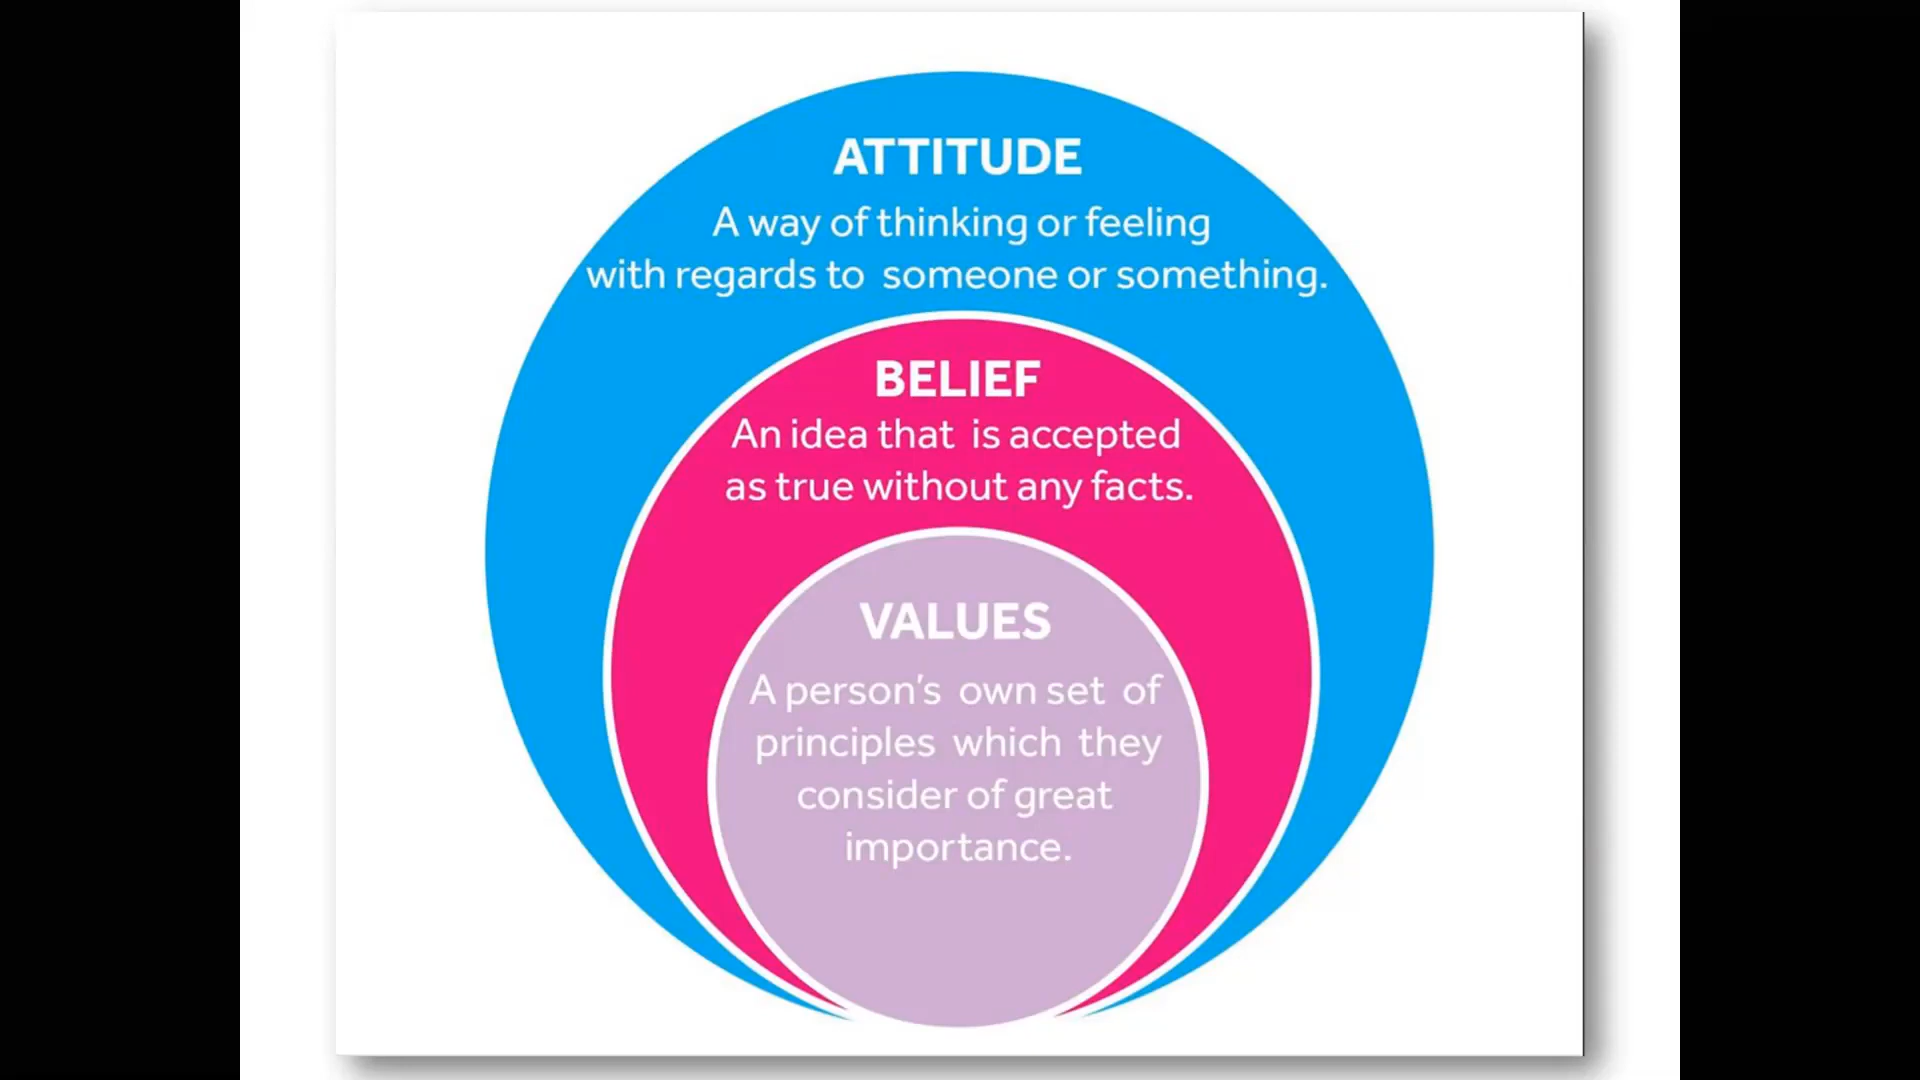 ATTITUDE
A way of thinking or feeling
with regards to someone or something.
BELIEF
An idea that is accepted
as true without any facts.
VALUES
A person's own set of
principles which they
consider of great
importance.